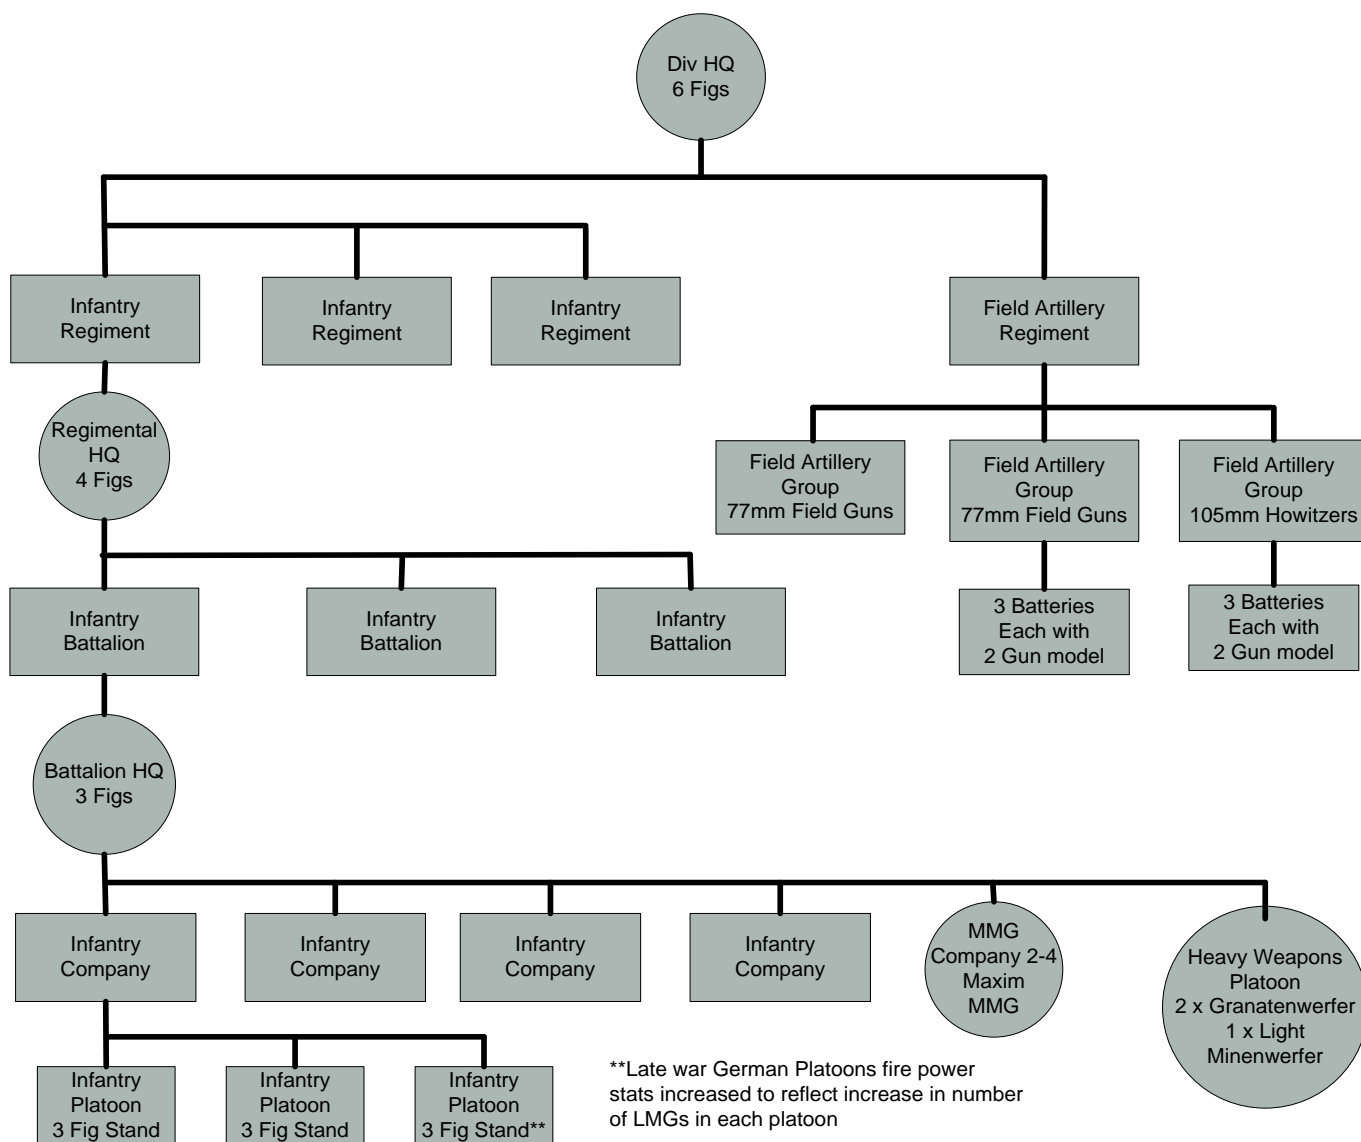 Div HQ
6 Figs
Infantry
Regiment
Infantry
Regiment
Infantry
Regiment
Field Artillery
Regiment
Regimental
HQ
4 Figs
Field Artillery
Group
77mm Field Guns
Field Artillery
Group
77mm Field Guns
Field Artillery
Group
105mm Howitzers
Infantry
Battalion
Infantry
Battalion
Infantry
Battalion
3 Batteries
Each with
2 Gun model
3 Batteries
Each with
2 Gun model
Battalion HQ
3 Figs
Infantry
Company
Infantry
Company
Infantry
Company
Infantry
Company
MMG
Company 2-4
Maxim
MMG
Heavy Weapons
Platoon
2 x Granatenwerfer
1 x Light
Minenwerfer
Infantry
Platoon
3 Fig Stand
Infantry
Platoon
3 Fig Stand
Infantry
Platoon
3 Fig Stand**
**Late war German Platoons fire power
stats increased to reflect increase in number
of LMGs in each platoon